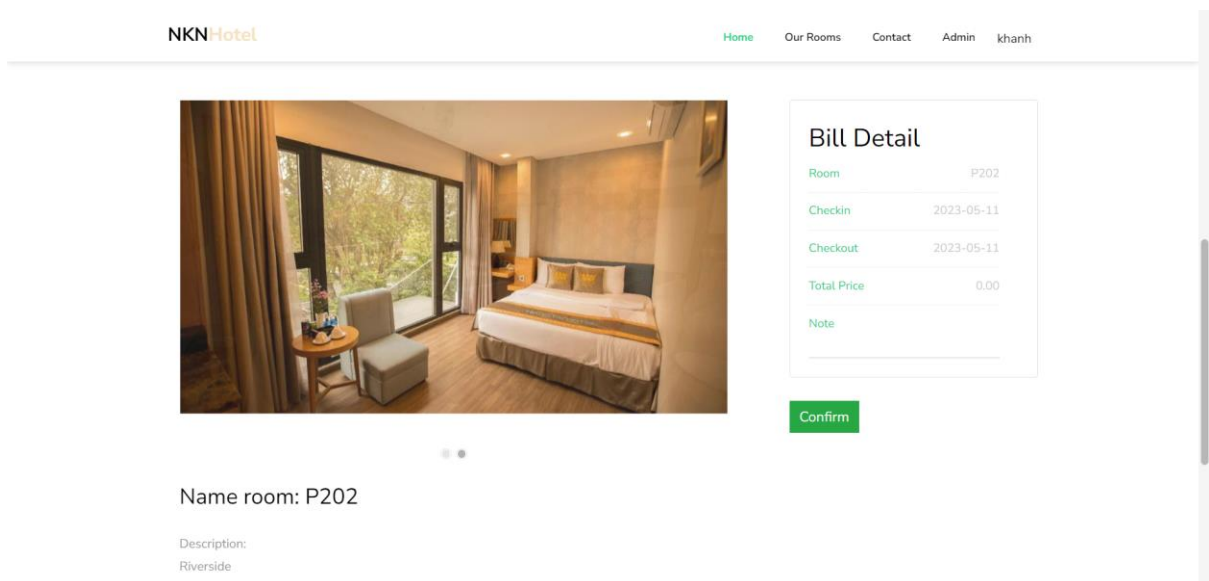 NKNHotel
Home Our Rooms Contact Admin khanh
Bill Detail
Room P202
Checkin 2023-05-11
Checkout 2023-05-11
Total Price 0.00
Note
Confirm
Name room: P202
Description:
Riverside